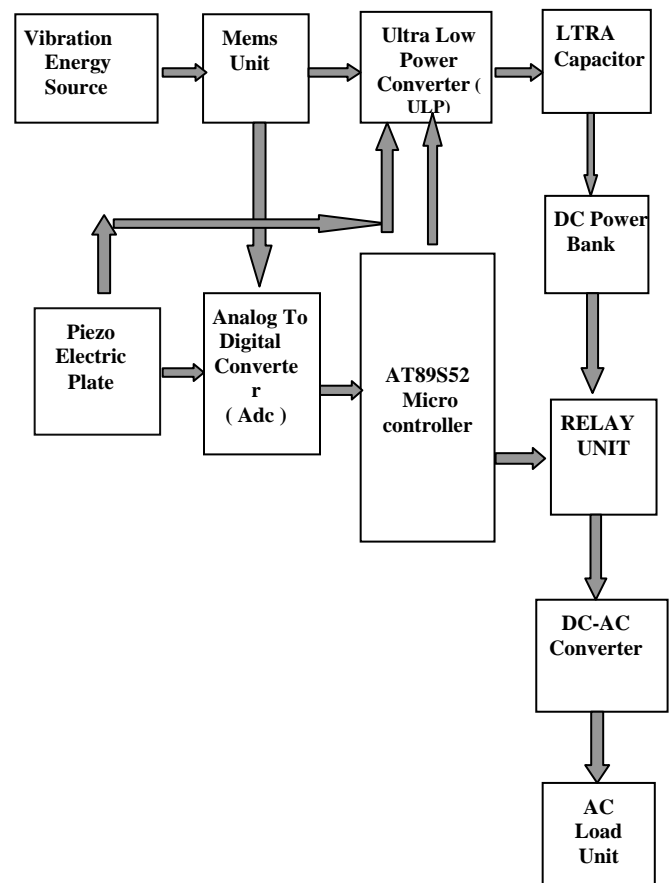 Vibration
Energy
Source
Mems
Unit
Ultra Low
Power
Converter (
ULP)
LTRA
Capacitor
DC Power
Bank
Piezo
Electric
Plate
Analog To
Digital
Converte
r
( Adc )
AT89S52
Micro
controller
RELAY
UNIT
DC-AC
Converter
AC
Load
Unit